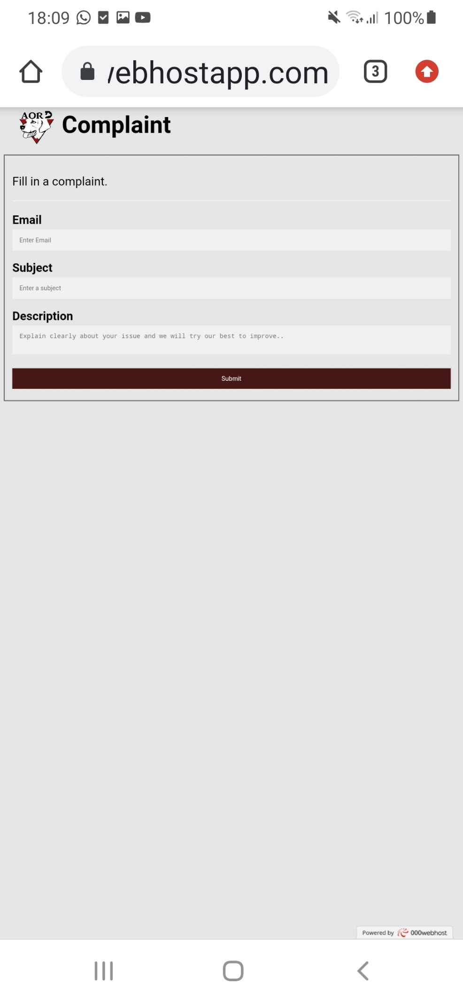 18:09 100%
/ebhostapp.com 3
AOR
Complaint
Fill in a complaint.
Email
Enter Email
Subject
Enter a subject
Description
Explain clearly about your issue and we will try our best to improve..
Submit
Powered by 000webhost